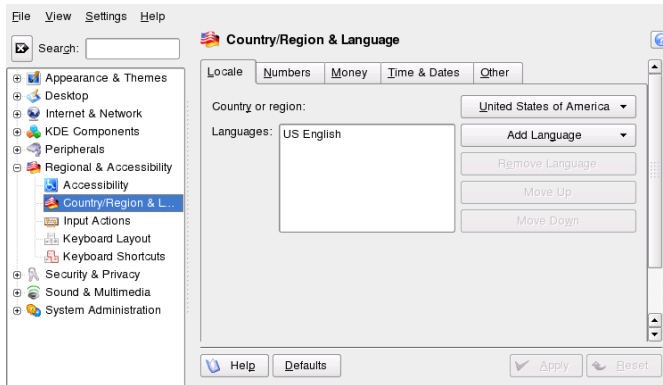 File View Settings Help
Search:
Appearance & Themes
Desktop
Internet & Network
KDE Components
Peripherals
Regional & Accessibility
Accessibility
Country/Region & L...
Input Actions
Keyboard Layout
Keyboard Shortcuts
Security & Privacy
Sound & Multimedia
System Administration
Country/Region & Language
Locale Numbers Money Time & Dates Other
Country or region: United States of America
Languages: US English Add Language
Remove Language
Move Up
Move Down
Help Defaults Apply Reset